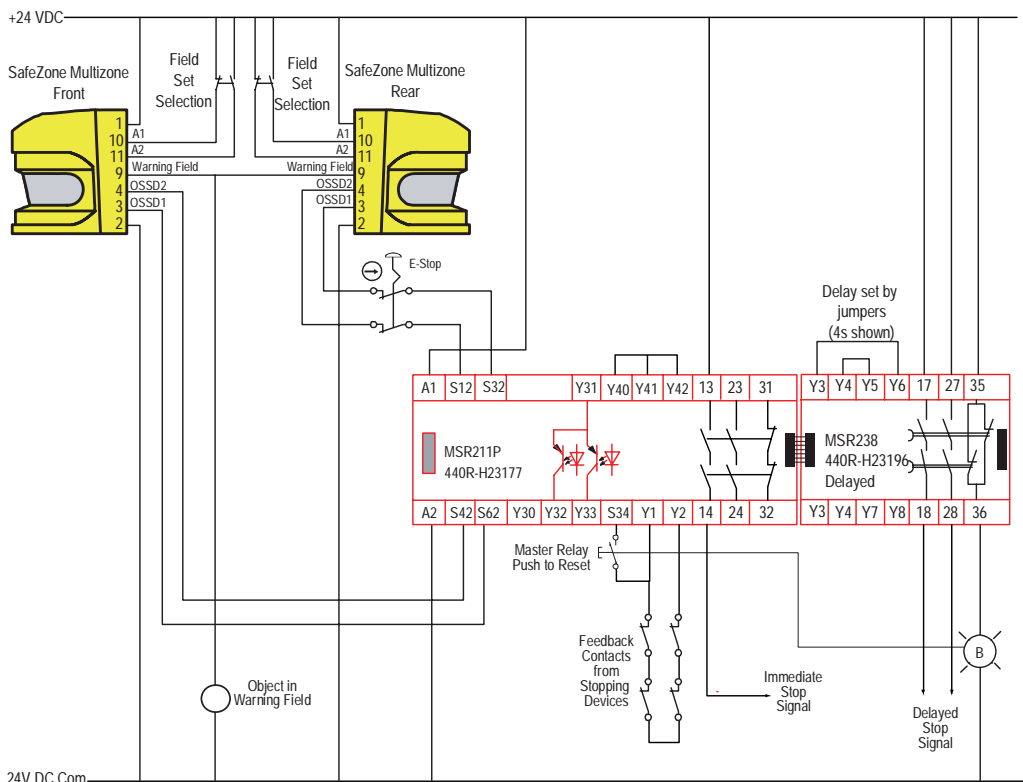 +24 VDC
SafeZone Multizone
Front
Field
Set
Selection
Field
Set
Selection
SafeZone Multizone
Rear
1
10
11
9
4
3
2
A1
A2
Warning Field
OSSD2
OSSD1
A1
A2
Warning Field
OSSD2
OSSD1
1
10
11
9
4
3
2
E-Stop
Delay set by
jumpers
(4s shown)
A1 S12 S32 Y31 Y40 Y41 Y42 13 23 31
Y3 Y4 Y5 Y6 17 27 35
MSR211P
440R-H23177
MSR238
440R-H23196
Delayed
A2 S42 S62 Y30 Y32 Y33 S34 Y1 Y2 14 24 32
Y3 Y4 Y7 Y8 18 28 36
Master Relay
Push to Reset
Feedback
Contacts
from
Stopping
Devices
Immediate
Stop
Signal
B
Delayed
Stop
Signal
Object in
Warning Field
24V DC Com